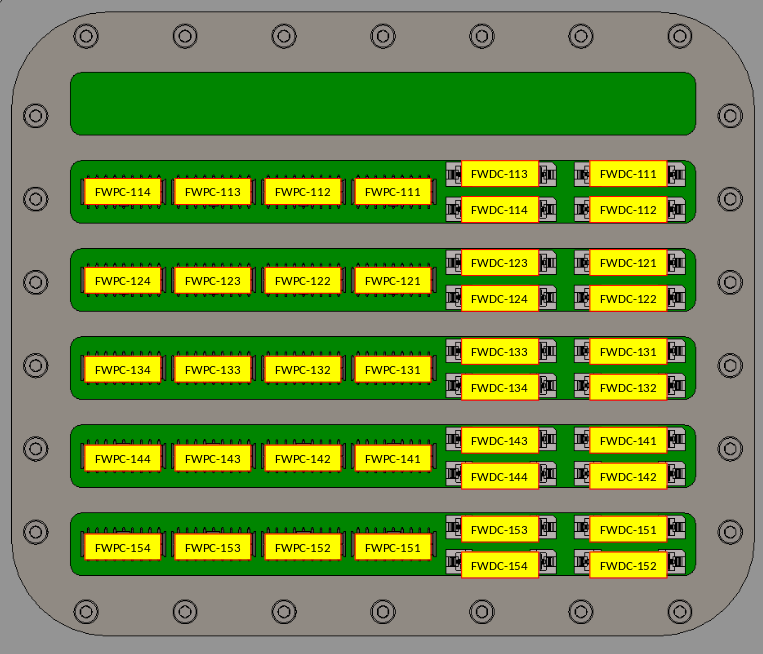 FWDC-113 FWDC-111
FWPC-114 FWPC-113 FWPC-112 FWPC-111
FWDC-114 FWDC-112
FWDC-123 FWDC-121
FWPC-124 FWPC-123 FWPC-122 FWPC-121
FWDC-124 FWDC-122
FWDC-133 FWDC-131
FWPC-134 FWPC-133 FWPC-132 FWPC-131
FWDC-134 FWDC-132
FWDC-143 FWDC-141
FWPC-144 FWPC-143 FWPC-142 FWPC-141
FWDC-144 FWDC-142
FWDC-153 FWDC-151
FWPC-154 FWPC-153 FWPC-152 FWPC-151
FWDC-154 FWDC-152